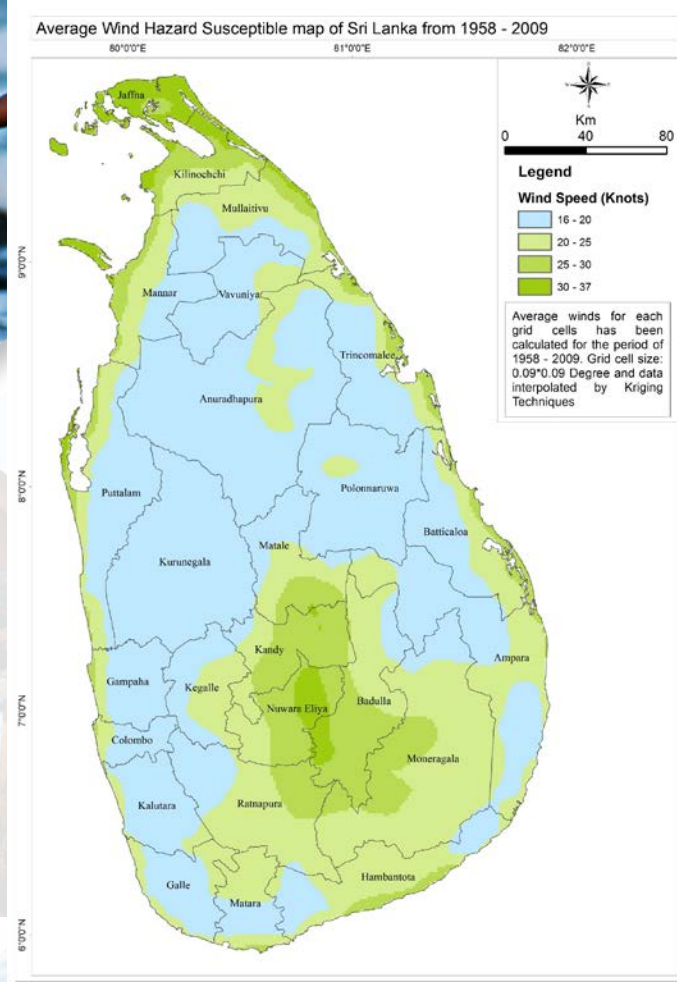 Average Wind Hazard Susceptible map of Sri Lanka from 1958 - 2009
80°0'0"E 81°0'0"E 82°0'0"E
Km
0 40 80
Legend
Wind Speed (Knots)
16 - 20
20 - 25
25 - 30
30 - 37
Average winds for each
grid cells has been
calculated for the period of
1958 - 2009. Grid cell size:
0.09*0.09 Degree and data
interpolated by Kriging
Techniques
9°0'0"N
8°0'0"N
7°0'0"N
6°0'0"N
Jaffna
Kilinochchi
Mullaitivu
Manaar
Vavuniya
Trincomalee
Anuradhapura
Puttalam
Polonnaruwa
Batticaloa
Matale
Kurunegala
Kandy
Ampara
Gampaha
Kegalle
Nuwara Eliya
Badulla
Colombo
Moneragala
Kalutara
Ratnapura
Hambantota
Galle
Matara